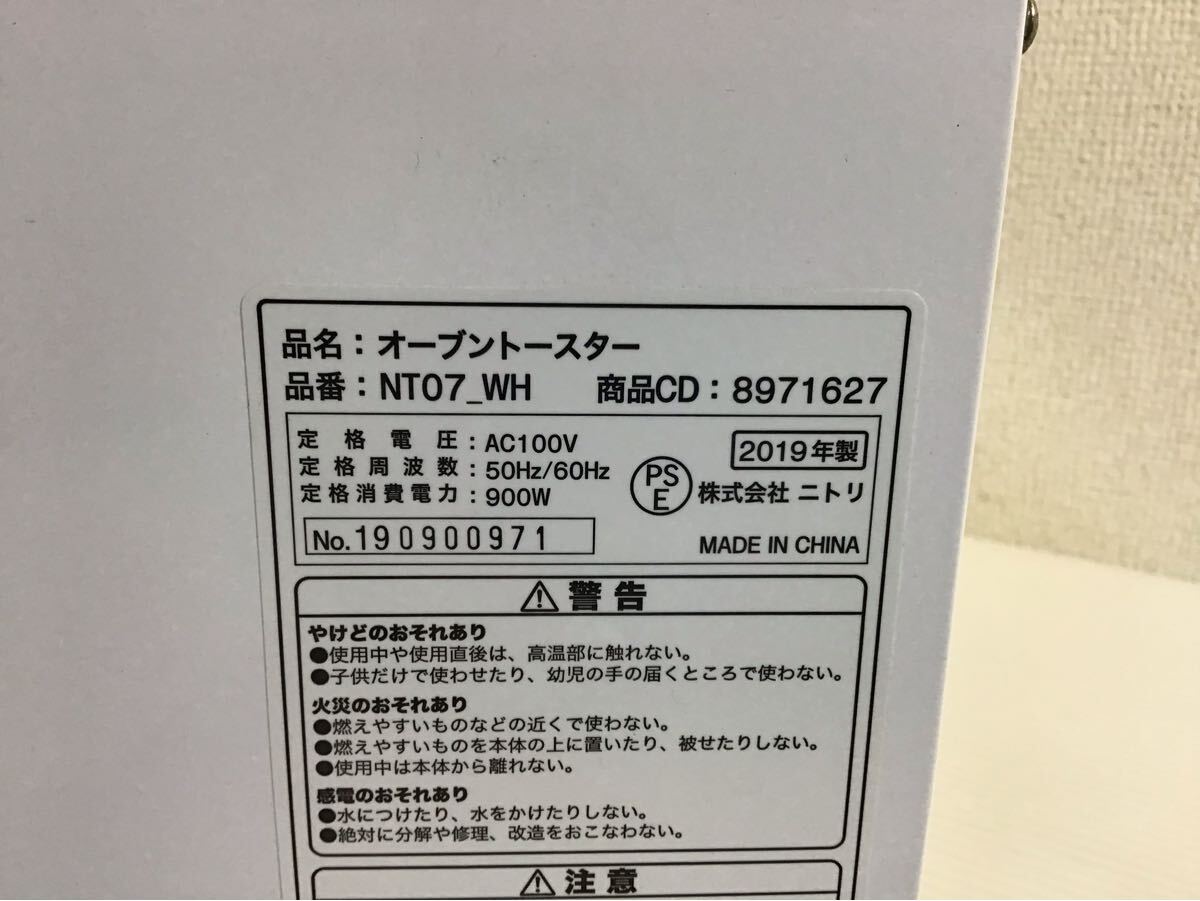 品名：オーブントースター
品番：NT07_WH 商品CD：8971627
定格電圧：AC100V 2019年製
定格周波数：50Hz/60Hz
定格消費電力：900W PSE 株式会社 ニトリ
No.190900971 MADE IN CHINA
⚠警告
やけどのおそれあり
●使用中や使用直後は、高温部に触れない。
●子供だけで使わせたり、幼児の手の届くところで使わない。
火災のおそれあり
●燃えやすいものなどの近くで使わない。
●燃えやすいものを本体の上に置いたり、被せたりしない。
●使用中は本体から離れない。
感電のおそれあり
●水につけたり、水をかけたりしない。
●絶対に分解や修理、改造をおこなわない。
⚠注意